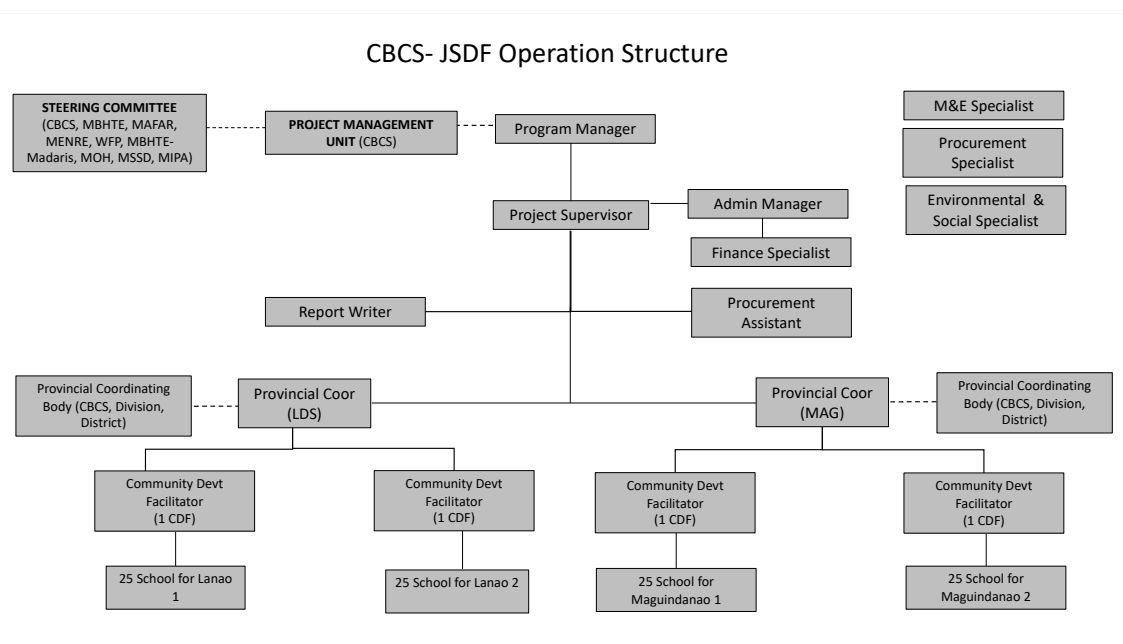 CBCS- JSDF Operation Structure
STEERING COMMITTEE
(CBCS, MBHTE, MAFAR,
MENRE, WFP, MBHTE-
Madaris, MOH, MSSD, MIPA)
PROJECT MANAGEMENT
UNIT (CBCS)
Program Manager
M&E Specialist
Procurement
Specialist
Environmental &
Social Specialist
Project Supervisor
Admin Manager
Finance Specialist
Report Writer
Procurement
Assistant
Provincial Coordinating
Body (CBCS, Division,
District)
Provincial Coor
(LDS)
Provincial Coor
(MAG)
Provincial Coordinating
Body (CBCS, Division,
District)
Community Devt
Facilitator
(1 CDF)
Community Devt
Facilitator
(1 CDF)
Community Devt
Facilitator
(1 CDF)
Community Devt
Facilitator
(1 CDF)
25 School for Lanao
1
25 School for Lanao 2
25 School for
Maguindanao 1
25 School for
Maguindanao 2